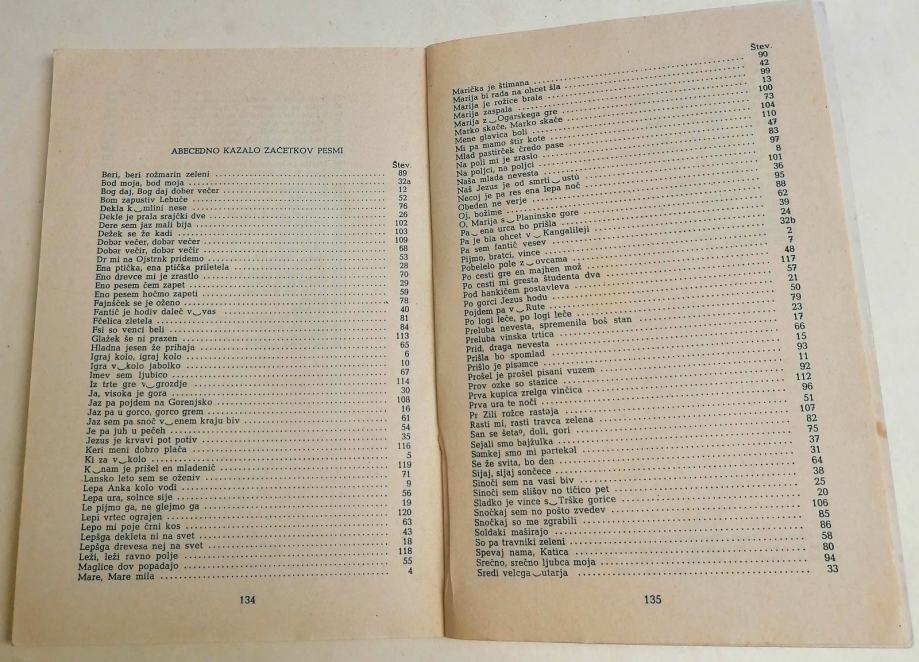 ABECEDNO KAZALO ZAČETKOV PESMI
Štev.
Beri, beri rožmarin zeleni 89
Bod moja, bod moja 32a
Bog daj, Bog daj dober večer 12
Bom zapustiv Lebuče 52
Dekla k‿mlini nese 76
Dekle je prala srajčki dve 26
Dere sem jaz mali bija 102
Dežek se že kadi 103
Dobər večer, dobər večer 109
Dobər večir, dobər večir 68
Dr mi na Ojstrnk pridemo 53
Ena ptička, ena ptička priletela 28
Eno drevce mi je zrastlo 70
Eno pesem čem zapet 29
Eno pesem hočmo zapeti 59
Fajnšček se je oženo 78
Fantič je hodiv daleč v‿vas 40
Fčelica zletela 81
Fsi so venci beli 84
Glažek še ni prazen 113
Hladna jesen že prihaja 65
Igraj kolo, igraj kolo 6
Igra v‿kolo jabolko 10
Imev sem ljubico 67
Iz trte gre v‿grozdje 114
Ja, visoka je gora 30
Jaz pa pojdem na Gorenjsko 108
Jaz pa u gorco, gorco grem 16
Jaz sem pa snoč v‿enem kraju biv 61
Je pa juh u pečeh 54
Jezus je krvavi pot potiv 35
Keri meni dobro plača 116
Ki za v‿kolo 5
K‿nam je prišel en mladenič 119
Lansko leto sem se oženiv 71
Lepa Anka kolo vodi 9
Lepa ura, solnce sije 56
Le pijmo ga, ne glejmo ga 19
Lepi vrtec ograjen 120
Lepo mi poje črni kos 63
Lepšga dekleta ni na svet 43
Lepšga drevesa nej na svet 18
Leži, leži ravno polje 118
Maglice dov popadajo 55
Mare, Mare mila 4
134
Štev.
Marička je štimana 90
Marija bi rada na ohcet šla 42
Marija je rožice brala 99
Marija zaspala 13
Marija z‿Ogarskega gre 100
Marko skače, Marko skače 73
Mene glavica boli 104
Mi pa mamo štir kote 110
Mlad pastirček čredo pase 47
Na poli mi je zraslo 83
Na poljci, na poljci 97
Naša mlada nevesta 8
Naš Jezus je od smrti‿ustú 101
Necoj je pa res ena lepa noč 36
Obeden ne verje 95
Oj, božime 88
O, Marija s‿Planinske gore 62
Pa‿ena urca bo prišla 39
Pa je bla ohcet v‿Kangalileji 24
Pa sem fantič vesev 32b
Pijmo, bratci, vince 2
Pobelelo pole z‿ovcama 7
Po cesti gre en majhen mož 48
Po cesti mi gresta študenta dva 117
Pod hankičem postavleva 57
Po gorci Jezus hodu 21
Pojdem pa v‿Rute 50
Po logi leče, po logi leče 79
Preluba nevesta, spremenila boš stan 23
Preluba vinska trtica 17
Prid, draga nevesta 66
Prišla bo spomlad 15
Prišlo je pisəmce 93
Prošel je prošel pisani vuzem 11
Prov ozke so stazice 92
Prva kupica zrelga vinčica 112
Prva ura te noči 96
Pr Zili rožce rastəja 51
Rasti mi, rasti travca zelena 107
San se šetaᵒ, doli, gori 82
Sejali smo bajžulka 75
Samkej smo mi pərtekəl 37
Se že svita, bo den 31
Sijaj, sijaj sončece 64
Sinoči sem na vasi biv 38
Sinoči sem slišov no tičico pet 25
Sladko je vince s‿Trške gorice 20
Snočkaj sem no pošto zvedev 106
Snočkaj so me zgrabili 85
Soldaki maširajo 86
So pa travniki zeleni 58
Spevaj nama, Katica 80
Srečno, srečno ljubca moja 94
Sredi velcga‿utarja 33
135